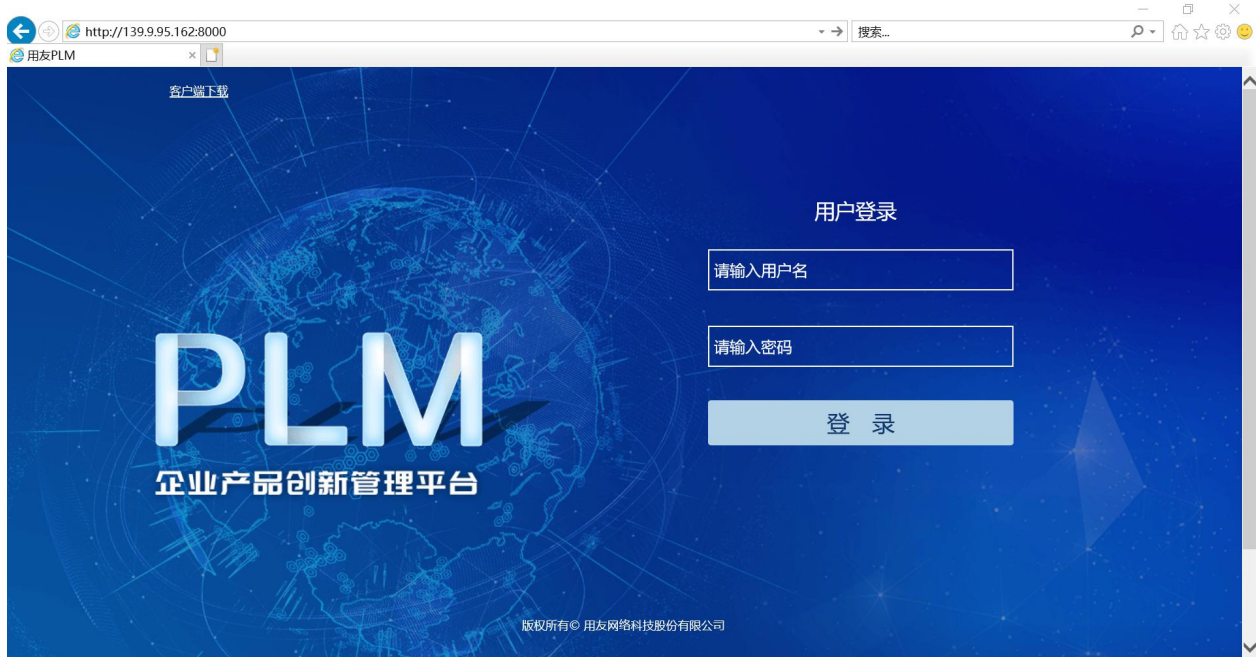 http://139.9.95.162:8000
搜索...
用友PLM
客户端下载
用户登录
请输入用户名
请输入密码
登 录
PLM
企业产品创新管理平台
版权所有© 用友网络科技股份有限公司